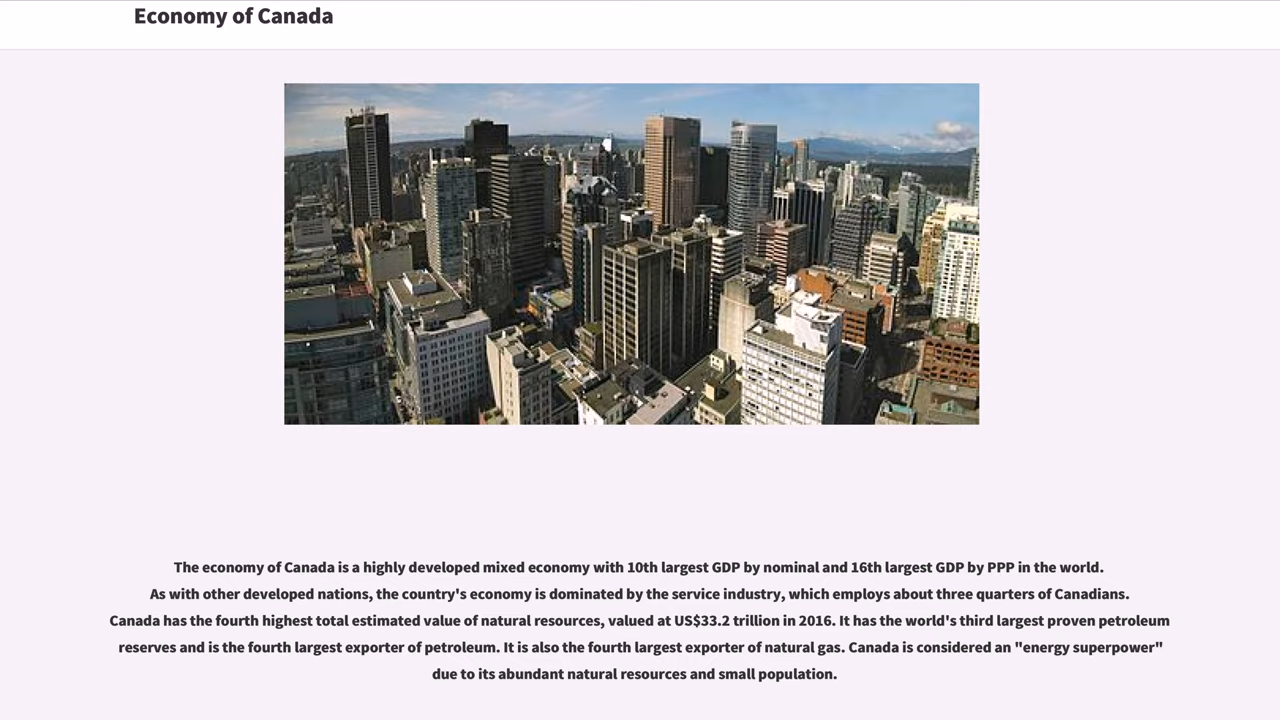 Economy of Canada
The economy of Canada is a highly developed mixed economy with 10th largest GDP by nominal and 16th largest GDP by PPP in the world.
As with other developed nations, the country's economy is dominated by the service industry, which employs about three quarters of Canadians.
Canada has the fourth highest total estimated value of natural resources, valued at US$33.2 trillion in 2016. It has the world's third largest proven petroleum
reserves and is the fourth largest exporter of petroleum. It is also the fourth largest exporter of natural gas. Canada is considered an "energy superpower"
due to its abundant natural resources and small population.